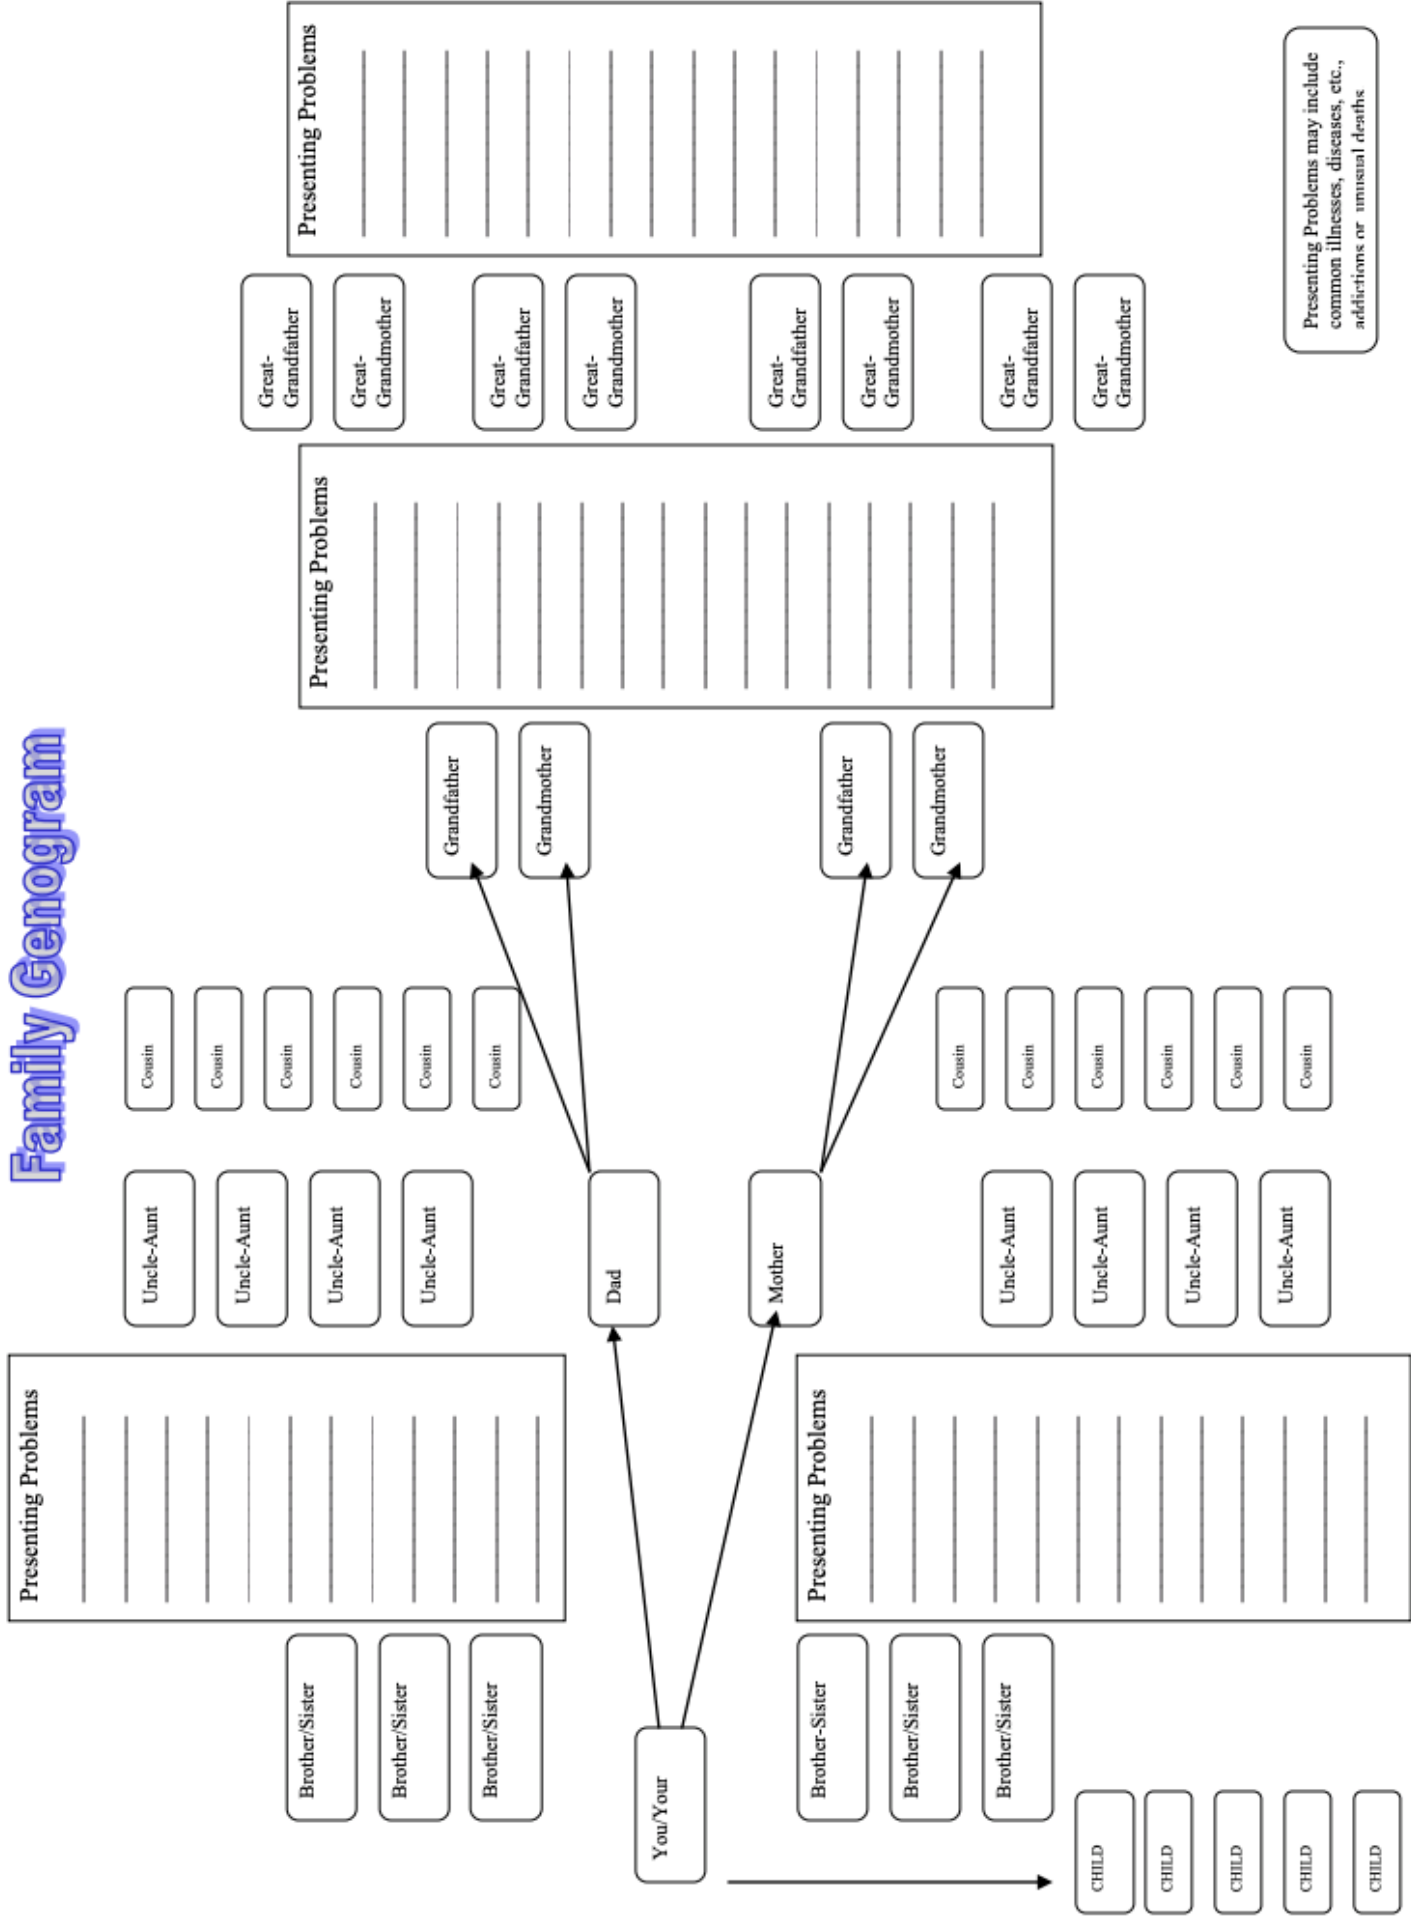 Family Genogram
Brother/Sister
Brother/Sister
Brother/Sister
You/Your
Brother-Sister
Brother/Sister
Brother/Sister
CHILD
CHILD
CHILD
CHILD
CHILD
Presenting Problems
Presenting Problems
Uncle-Aunt
Uncle-Aunt
Uncle-Aunt
Uncle-Aunt
Dad
Mother
Uncle-Aunt
Uncle-Aunt
Uncle-Aunt
Uncle-Aunt
Cousin
Cousin
Cousin
Cousin
Cousin
Cousin
Cousin
Cousin
Cousin
Cousin
Cousin
Cousin
Grandfather
Grandmother
Grandfather
Grandmother
Presenting Problems
Great-
Grandfather
Great-
Grandmother
Great-
Grandfather
Great-
Grandmother
Great-
Grandfather
Great-
Grandmother
Great-
Grandfather
Great-
Grandmother
Presenting Problems
Presenting Problems may include
common illnesses, diseases, etc.,
addictions or unusual deaths